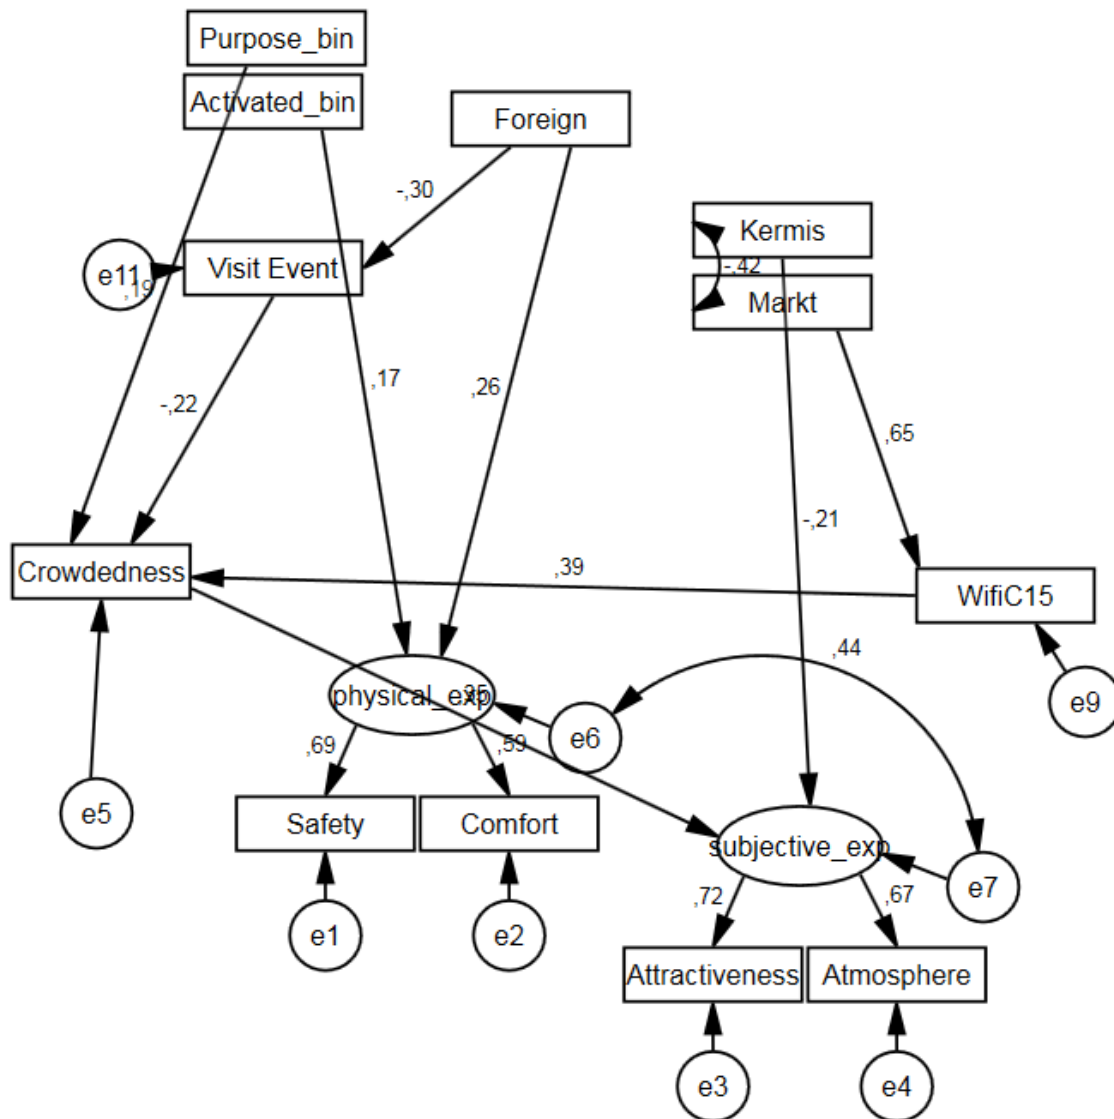 Purpose_bin
Activated_bin
Foreign
-,30
Kermis
-,42
Markt
e11
Visit Event
,19
,17
,26
-,22
,65
-,21
Crowdedness
,39
WifiC15
,44
physical_exp
,35
e6
e9
,69
,59
e5
Safety
Comfort
subjective_exp
e7
,72
,67
e1
e2
Attractiveness
Atmosphere
e3
e4